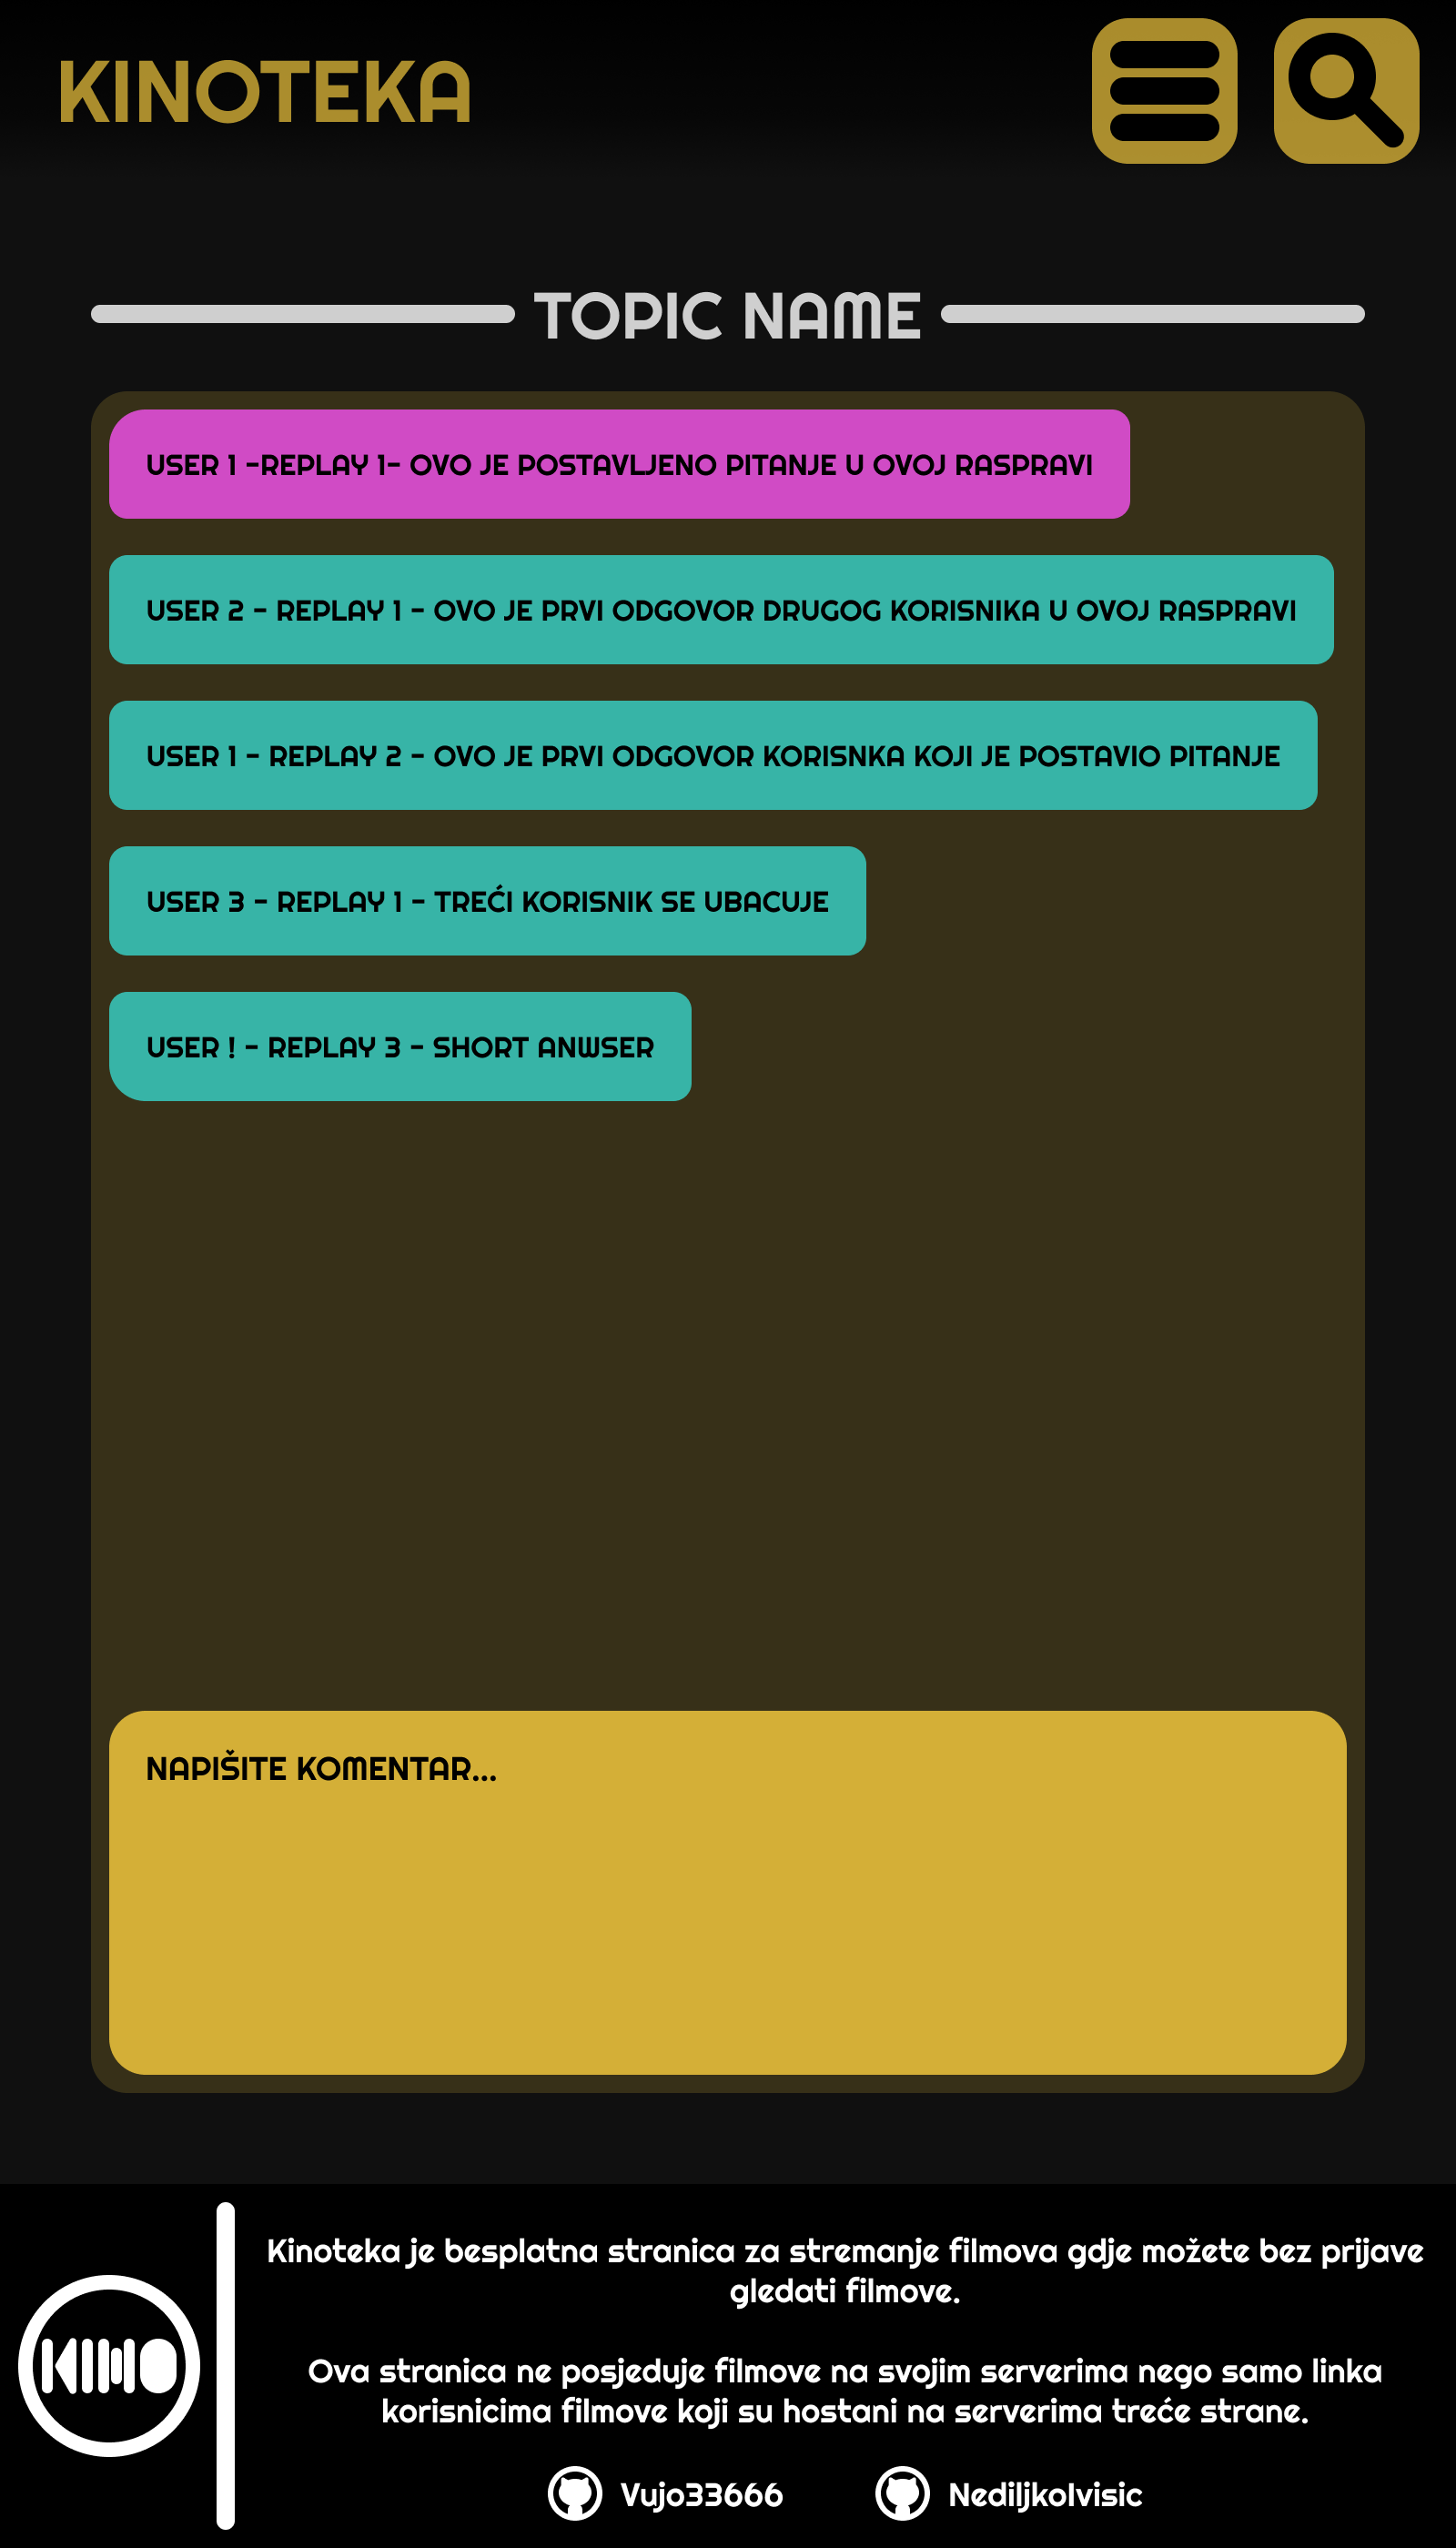 KINOTEKA
TOPIC NAME
USER 1 -REPLAY 1- OVO JE POSTAVLJENO PITANJE U OVOJ RASPRAVI
USER 2 - REPLAY 1 - OVO JE PRVI ODGOVOR DRUGOG KORISNIKA U OVOJ RASPRAVI
USER 1 - REPLAY 2 - OVO JE PRVI ODGOVOR KORISNKA KOJI JE POSTAVIO PITANJE
USER 3 - REPLAY 1 - TREĆI KORISNIK SE UBACUJE
USER ! - REPLAY 3 - SHORT ANWSER
NAPIŠITE KOMENTAR...
KINO
Kinoteka je besplatna stranica za stremanje filmova gdje možete bez prijave
gledati filmove.
Ova stranica ne posjeduje filmove na svojim serverima nego samo linka
korisnicima filmove koji su hostani na serverima treće strane.
Vujo33666 NediljkoIvisic